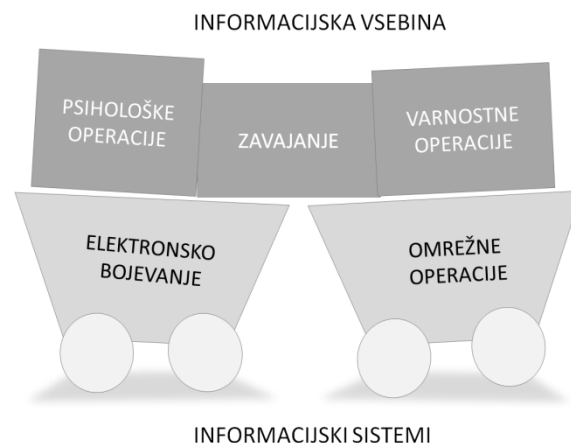 INFORMACIJSKA VSEBINA
PSIHOLOŠKE
OPERACIJE
ZAVAJANJE
VARNOSTNE
OPERACIJE
ELEKTRONSKO
BOJEVANJE
OMREŽNE
OPERACIJE
INFORMACIJSKI SISTEMI